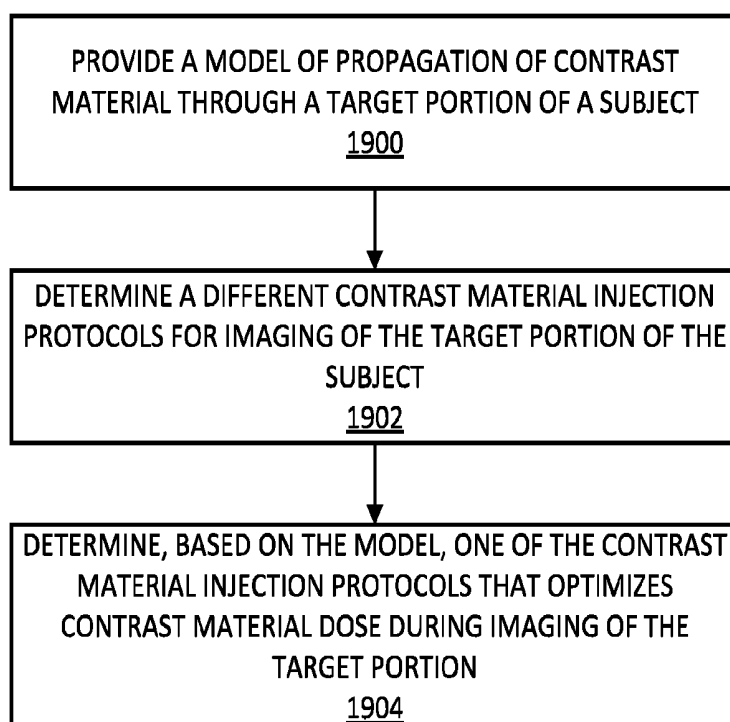 PROVIDE A MODEL OF PROPAGATION OF CONTRAST
MATERIAL THROUGH A TARGET PORTION OF A SUBJECT
1900
DETERMINE A DIFFERENT CONTRAST MATERIAL INJECTION
PROTOCOLS FOR IMAGING OF THE TARGET PORTION OF THE
SUBJECT
1902
DETERMINE, BASED ON THE MODEL, ONE OF THE CONTRAST
MATERIAL INJECTION PROTOCOLS THAT OPTIMIZES
CONTRAST MATERIAL DOSE DURING IMAGING OF THE
TARGET PORTION
1904